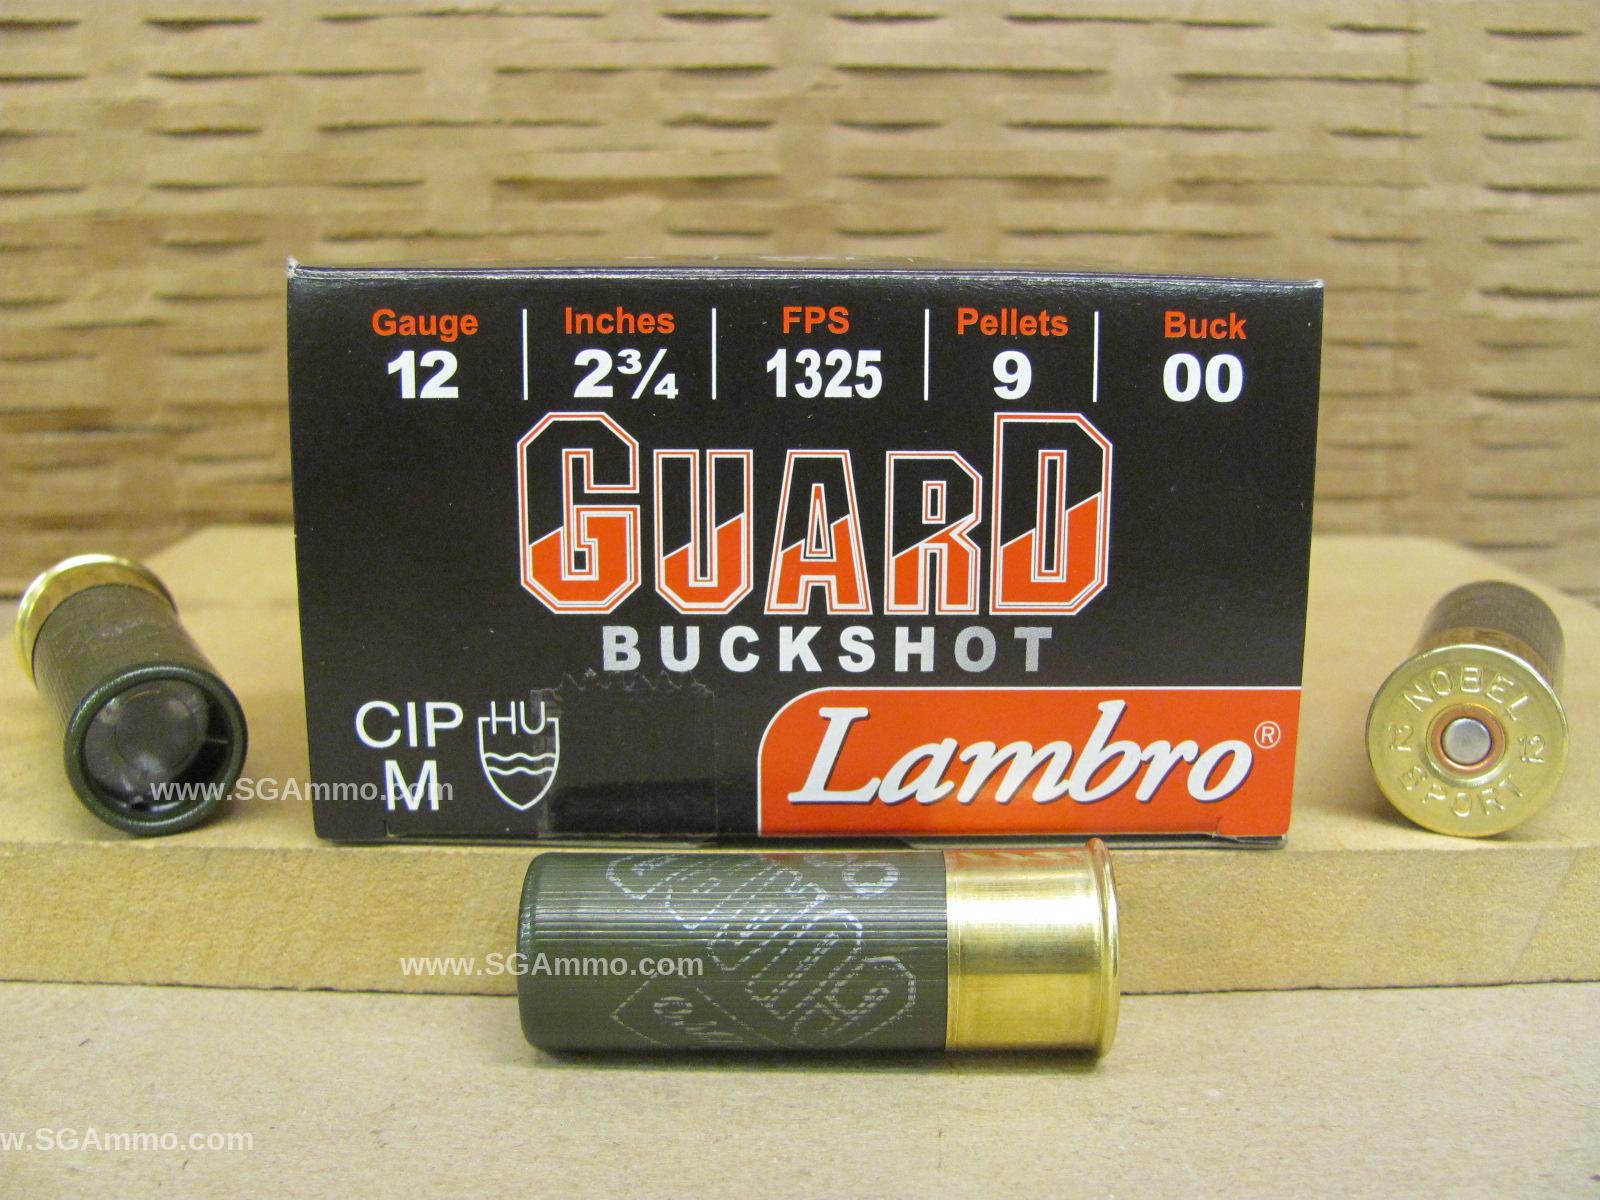 Gauge Inches FPS Pellets Buck
12 2¾ 1325 9 00
GUARD
BUCKSHOT
CIP HU
M
Lambro®
www.SGAmmo.com
12 NOBEL 12
SPORT
www.SGAmmo.com
w.SGAmmo.com